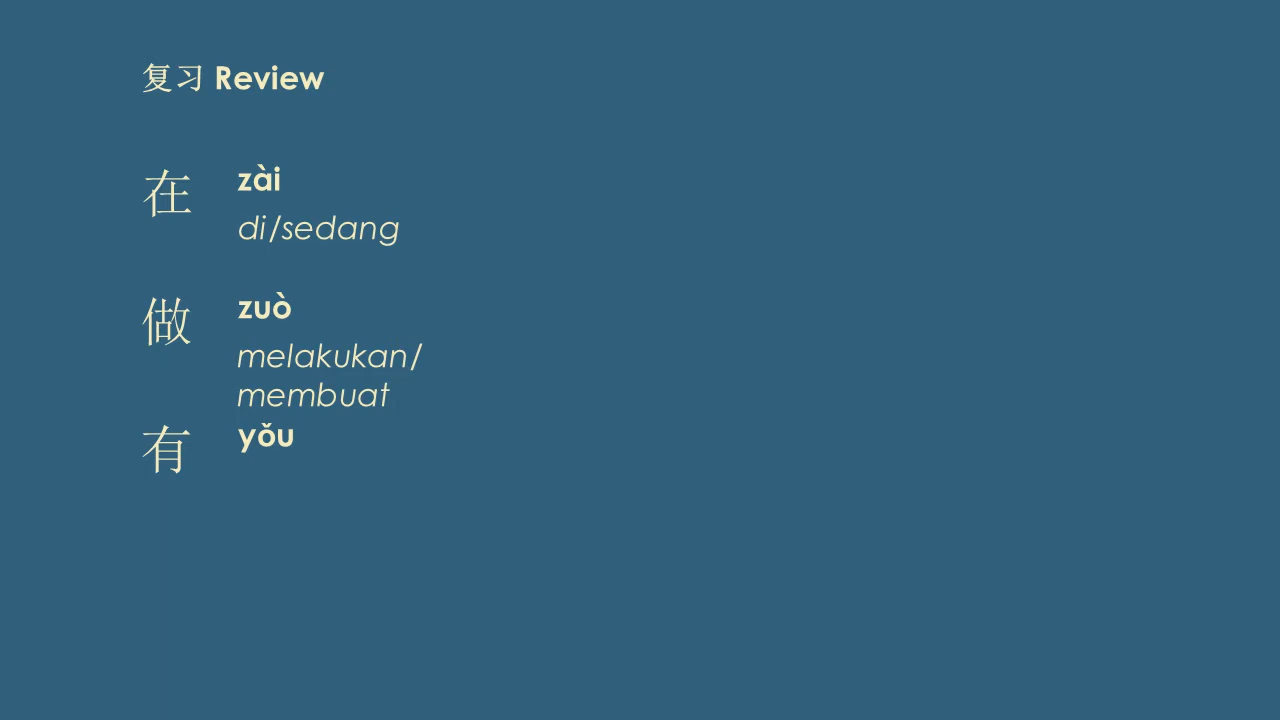 复习 Review
在 zài
di/sedang
做 zuò
melakukan/
membuat
有 yǒu